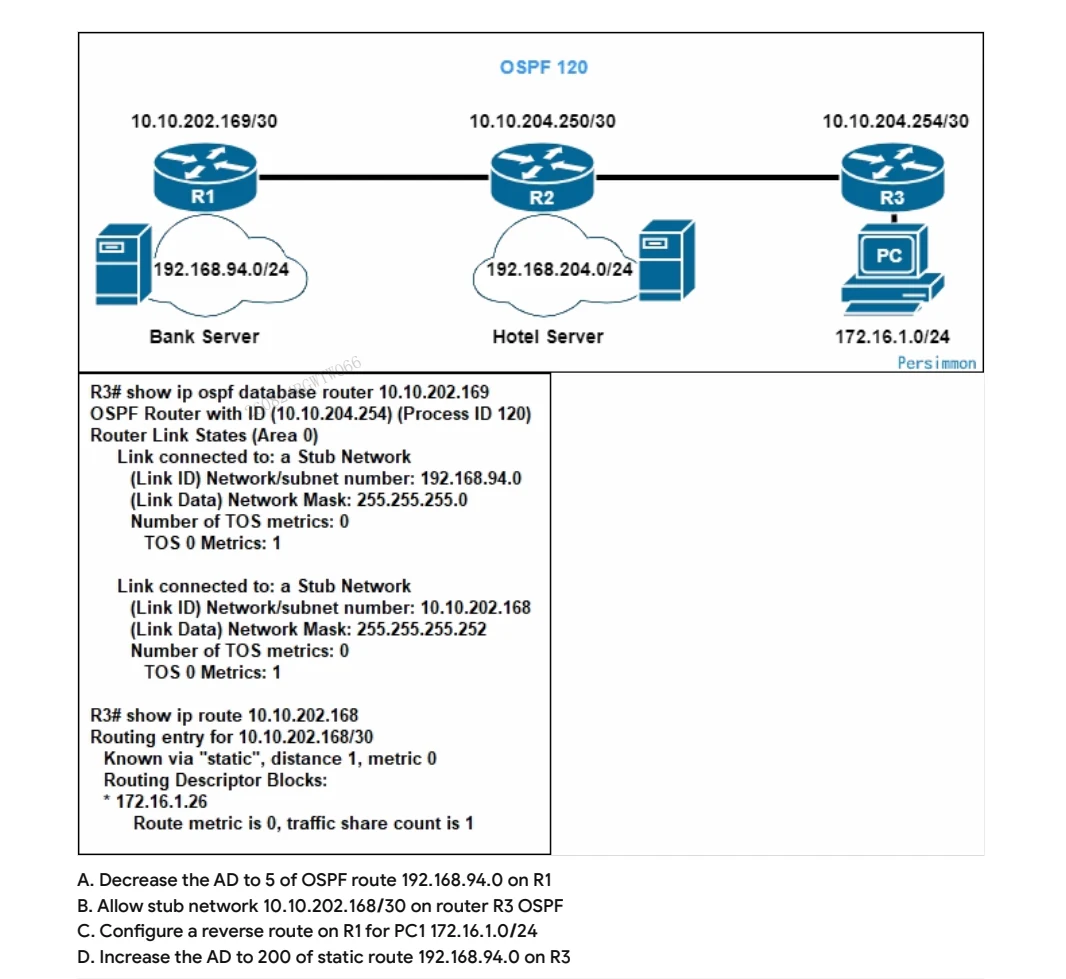 OSPF 120
10.10.202.169/30 10.10.204.250/30 10.10.204.254/30
R1 R2 R3
PC
192.168.94.0/24 192.168.204.0/24
Bank Server Hotel Server 172.16.1.0/24
Persimmon
R3# show ip ospf database router 10.10.202.169
OSPF Router with ID (10.10.204.254) (Process ID 120)
Router Link States (Area 0)
Link connected to: a Stub Network
(Link ID) Network/subnet number: 192.168.94.0
(Link Data) Network Mask: 255.255.255.0
Number of TOS metrics: 0
TOS 0 Metrics: 1
Link connected to: a Stub Network
(Link ID) Network/subnet number: 10.10.202.168
(Link Data) Network Mask: 255.255.255.252
Number of TOS metrics: 0
TOS 0 Metrics: 1
R3# show ip route 10.10.202.168
Routing entry for 10.10.202.168/30
Known via "static", distance 1, metric 0
Routing Descriptor Blocks:
* 172.16.1.26
Route metric is 0, traffic share count is 1
A. Decrease the AD to 5 of OSPF route 192.168.94.0 on R1
B. Allow stub network 10.10.202.168/30 on router R3 OSPF
C. Configure a reverse route on R1 for PC1 172.16.1.0/24
D. Increase the AD to 200 of static route 192.168.94.0 on R3